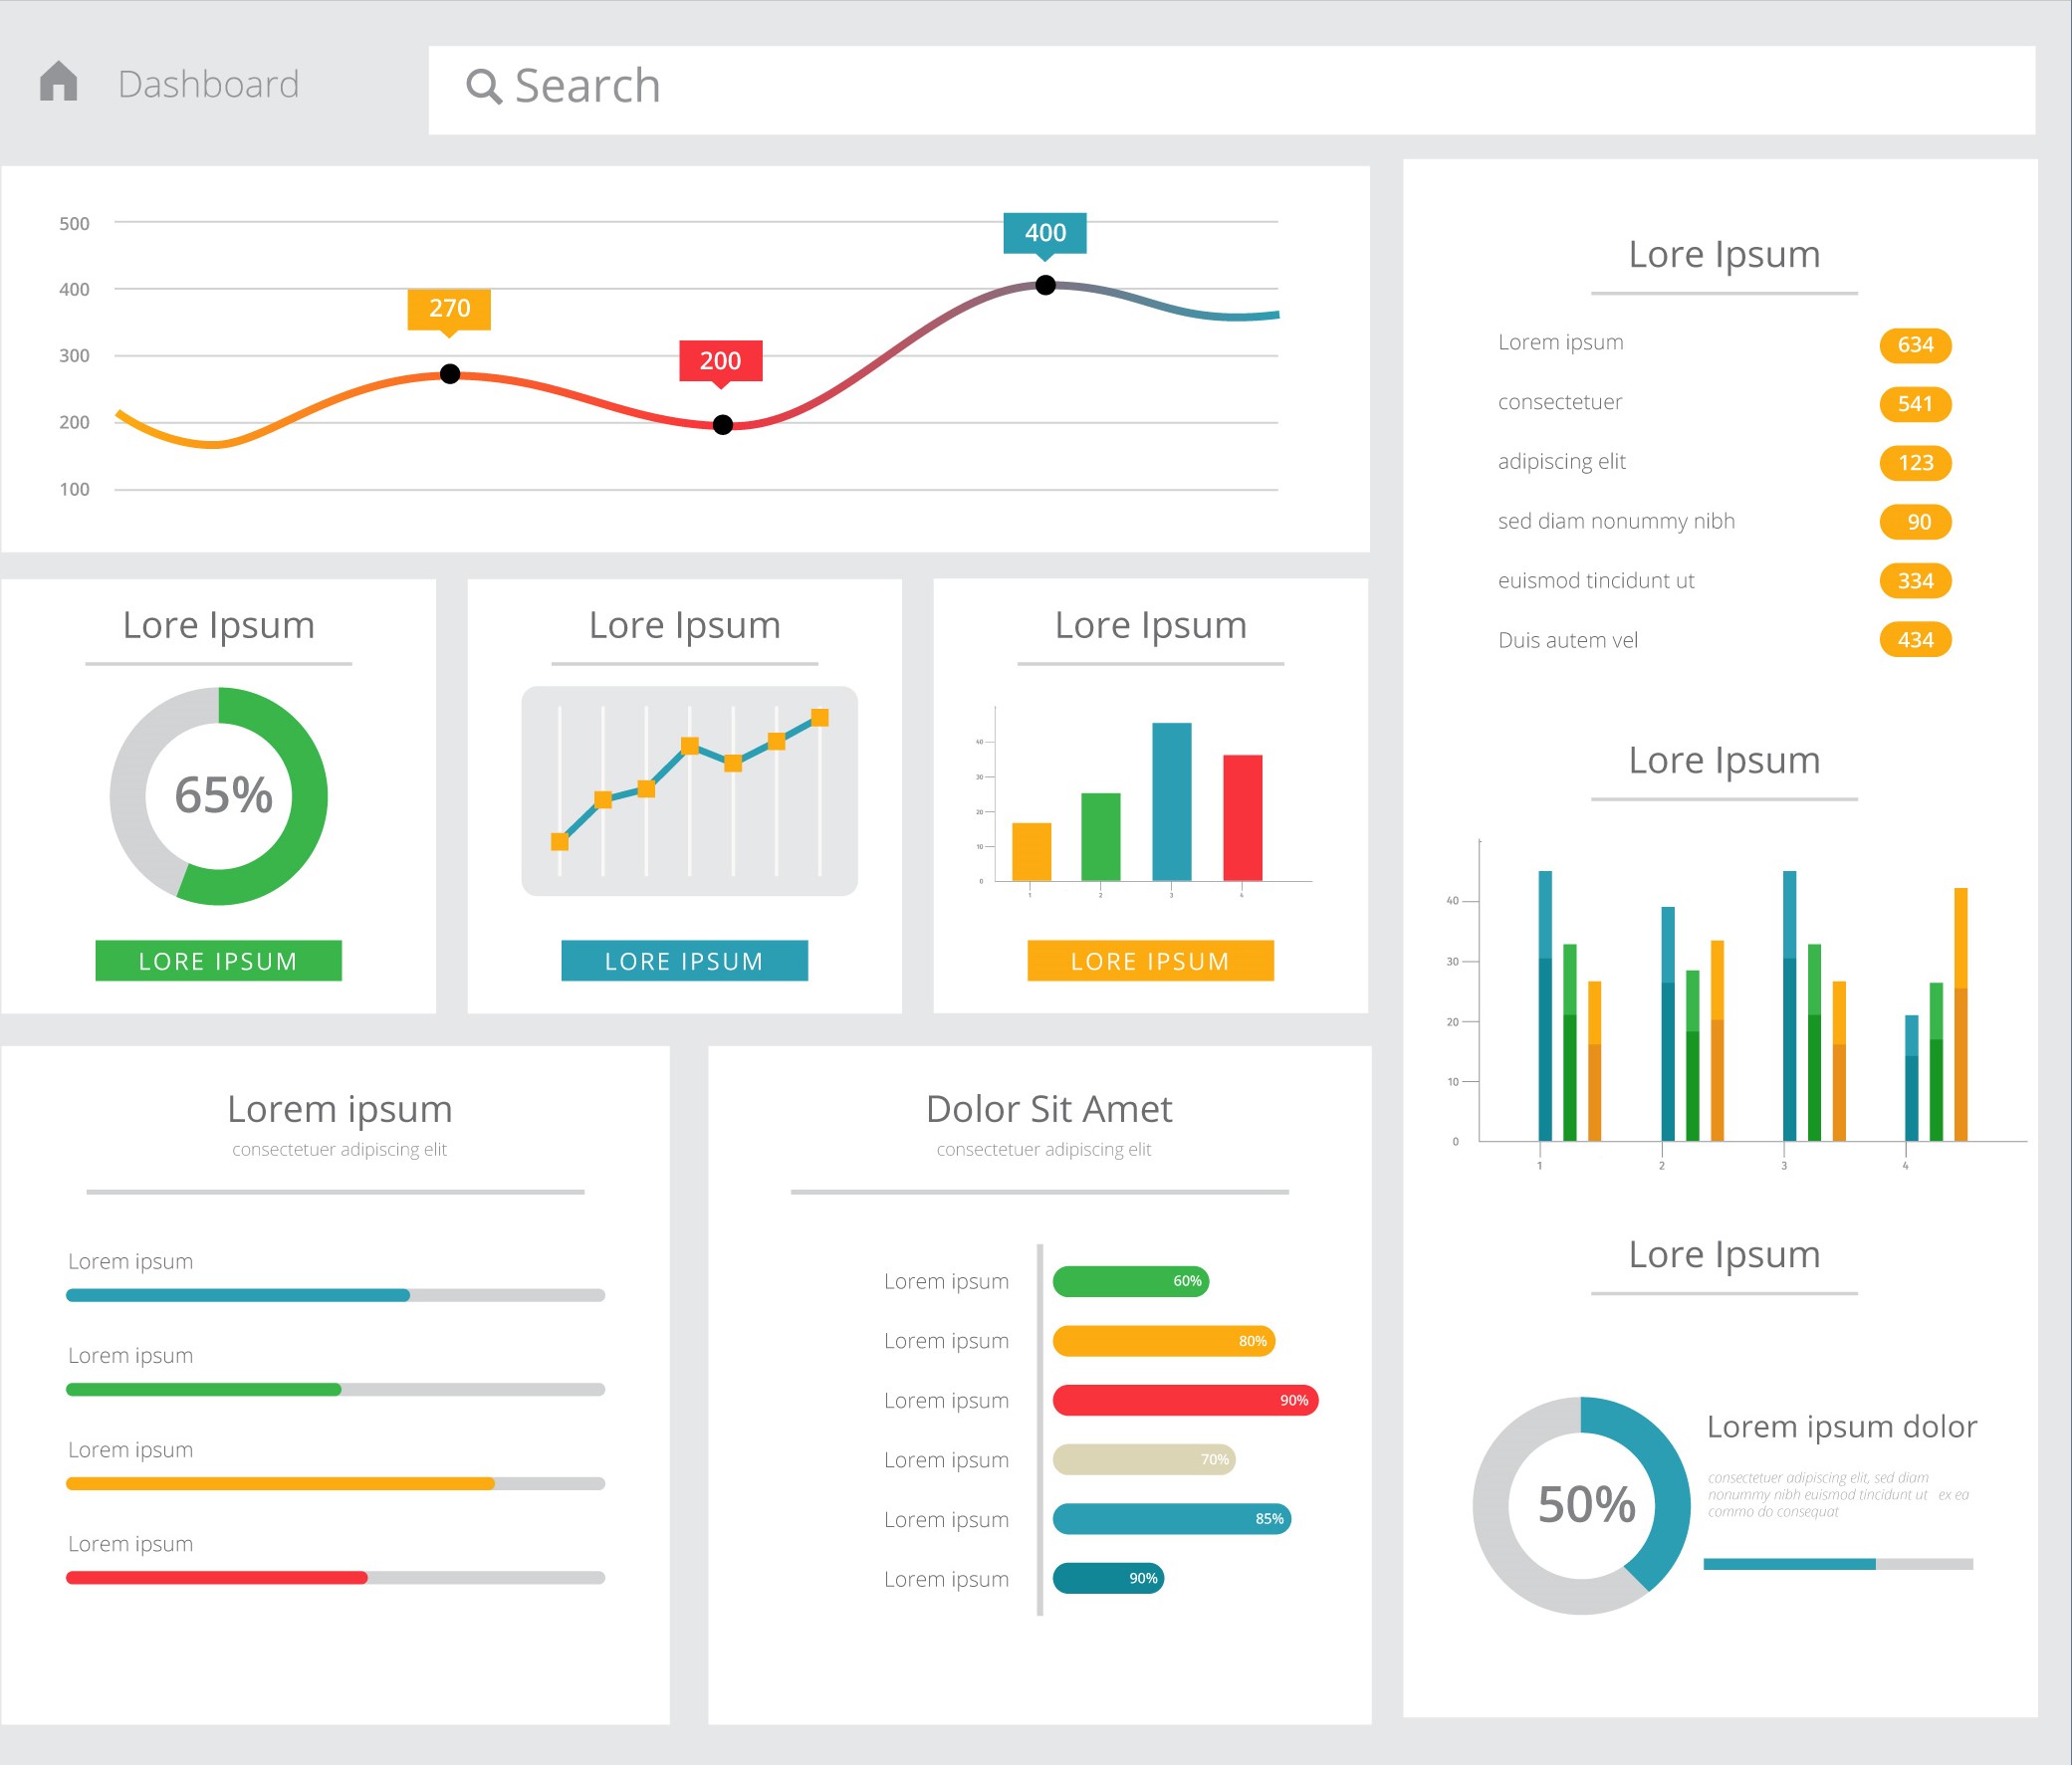 Dashboard
Search
500
400
300
200
100
270
200
400
Lore Ipsum
65%
LORE IPSUM
Lore Ipsum
LORE IPSUM
Lore Ipsum
40
30
20
10
0
1 2 3 4
LORE IPSUM
Lorem ipsum
consectetuer adipiscing elit
Lorem ipsum
Lorem ipsum
Lorem ipsum
Lorem ipsum
Dolor Sit Amet
consectetuer adipiscing elit
Lorem ipsum 60%
Lorem ipsum 80%
Lorem ipsum 90%
Lorem ipsum 70%
Lorem ipsum 85%
Lorem ipsum 90%
Lore Ipsum
Lorem ipsum 634
consectetuer 541
adipiscing elit 123
sed diam nonummy nibh 90
euismod tincidunt ut 334
Duis autem vel 434
Lore Ipsum
40
30
20
10
0
1 2 3 4
Lore Ipsum
50%
Lorem ipsum dolor
consectetuer adipiscing elit, sed diam
nonummy nibh euismod tincidunt ut ex ea
commo do consequat